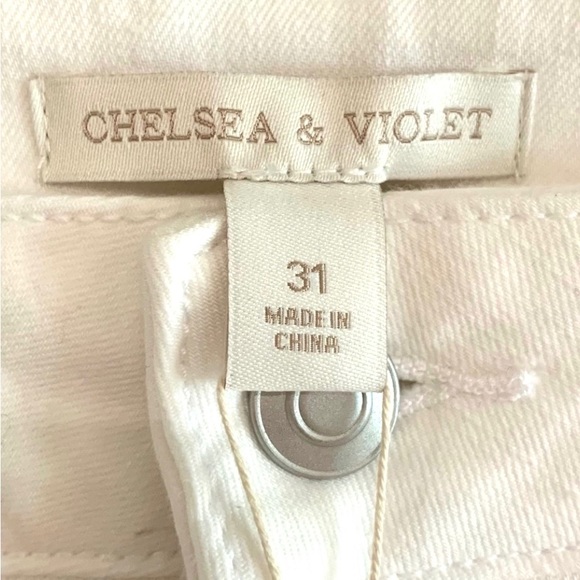 CHELSEA & VIOLET
31
MADE IN
CHINA